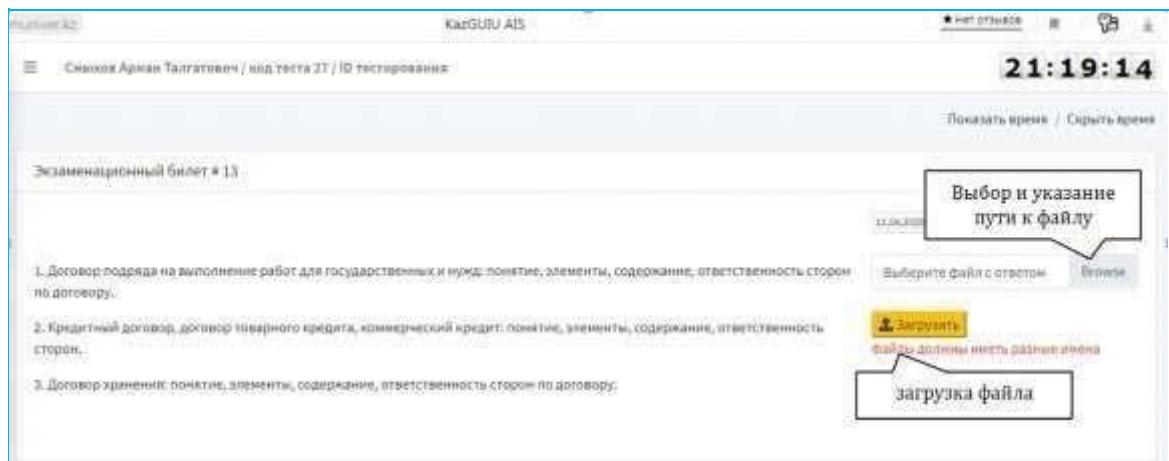 KazGUIU AIS
★ нет отзывов
Смихов Арман Талгатович / код теста 27 / ID тестирования:
21:19:14
Показать время / Скрыть время
Экзаменационный билет # 13
Выбор и указание
пути к файлу
1. Договор подряда на выполнение работ для государственных и нужд: понятие, элементы, содержание, ответственность сторон
по договору.
Выберите файл с ответом
Browse
2. Кредитный договор, договор товарного кредита, коммерческий кредит: понятие, элементы, содержание, ответственность
сторон.
Загрузить
Файлы должны иметь разные имена
3. Договор хранения: понятие, элементы, содержание, ответственность сторон по договору.
загрузка файла